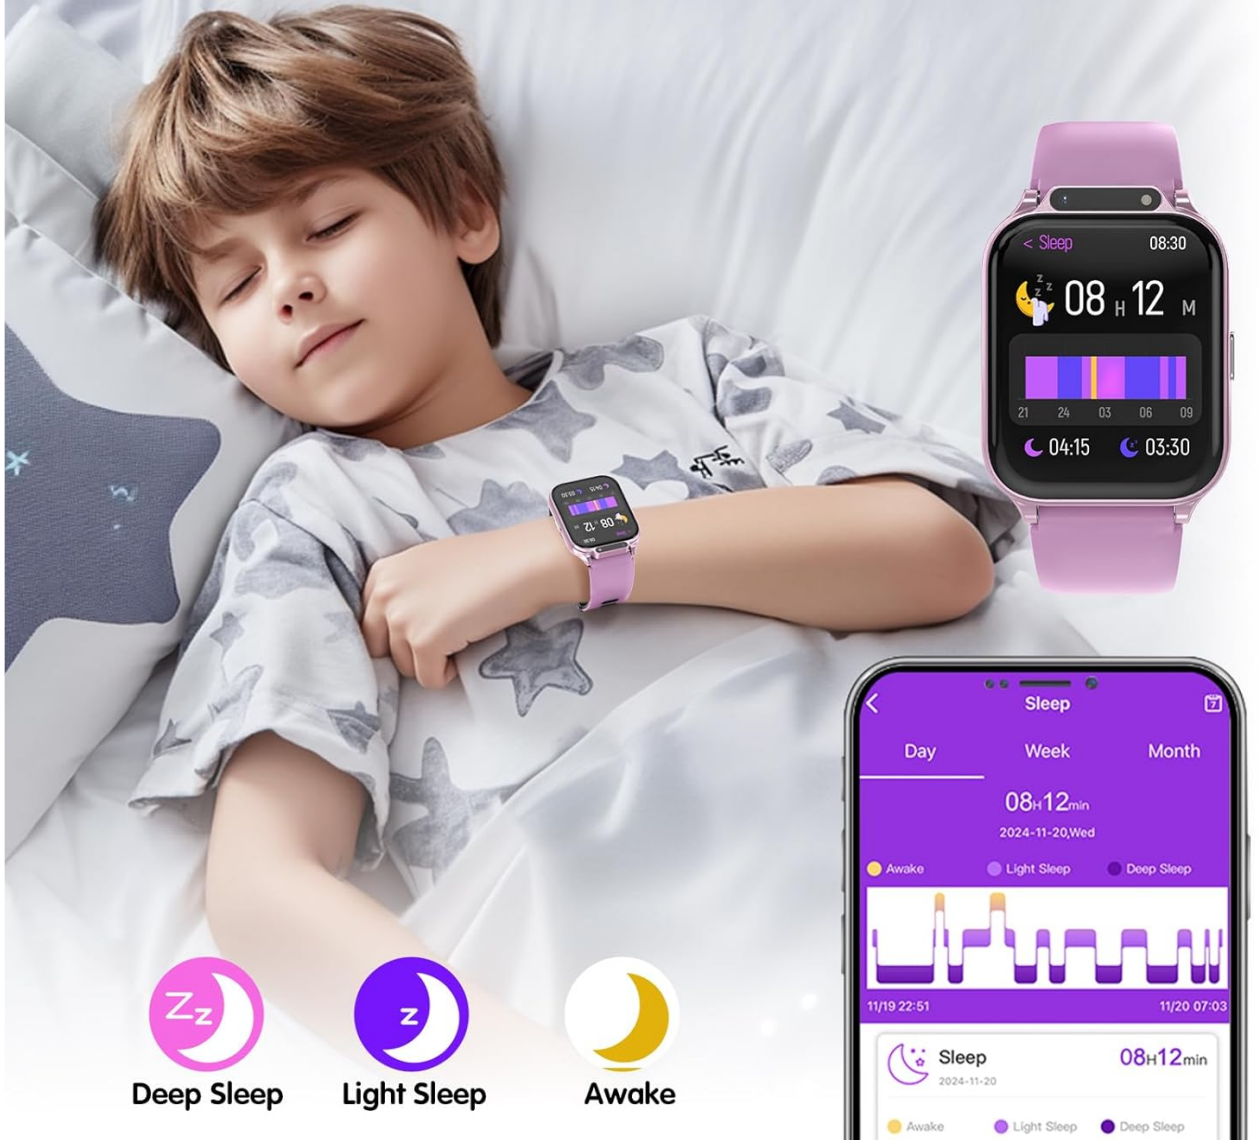 < Sleep 08:30
z z z
08 H 12 M
21 24 03 06 09
04:15 z 03:30
Sleep
7
Day Week Month
08H12min
2024-11-20,Wed
Awake Light Sleep Deep Sleep
11/19 22:51 11/20 07:03
Sleep 08H12min
2024-11-20
Awake Light Sleep Deep Sleep
Zz z
Deep Sleep Light Sleep Awake